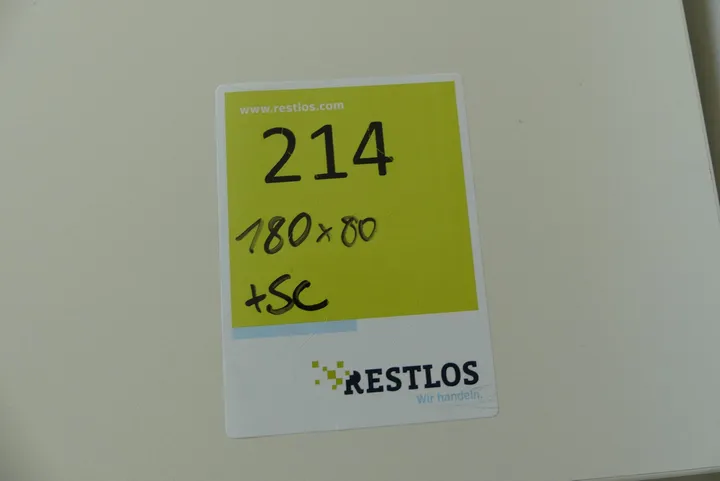 www.restlos.com
214
180x80
+SC
RESTLOS
Wir handeln.